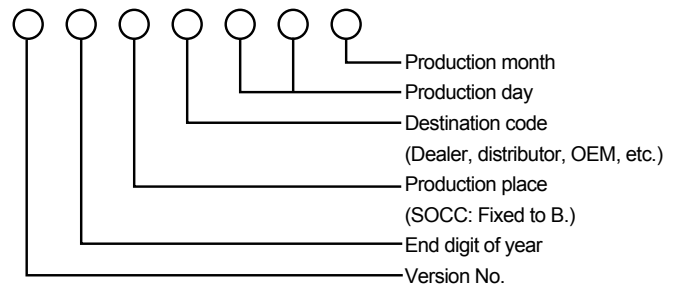 Production month
Production day
Destination code
(Dealer, distributor, OEM, etc.)
Production place
(SOCC: Fixed to B.)
End digit of year
Version No.